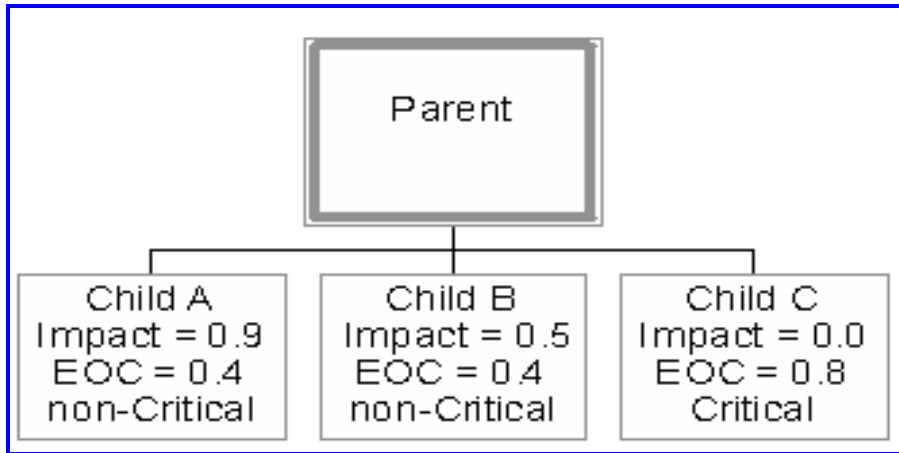 Parent
Child A
Impact = 0.9
EOC = 0.4
non-Critical
Child B
Impact = 0.5
EOC = 0.4
non-Critical
Child C
Impact = 0.0
EOC = 0.8
Critical